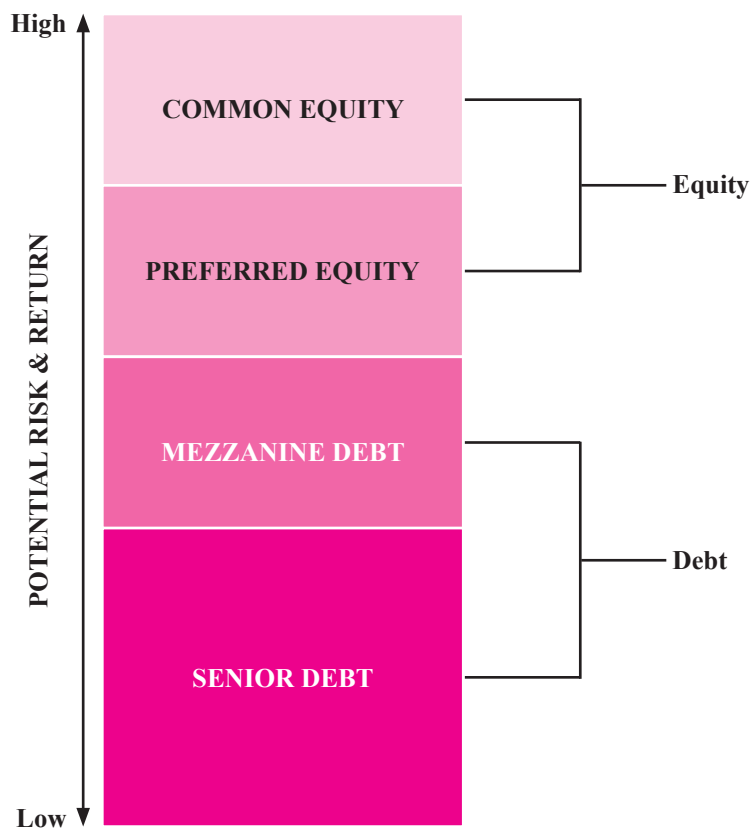 High
COMMON EQUITY
Equity
PREFERRED EQUITY
POTENTIAL RISK & RETURN
MEZZANINE DEBT
Debt
SENIOR DEBT
Low